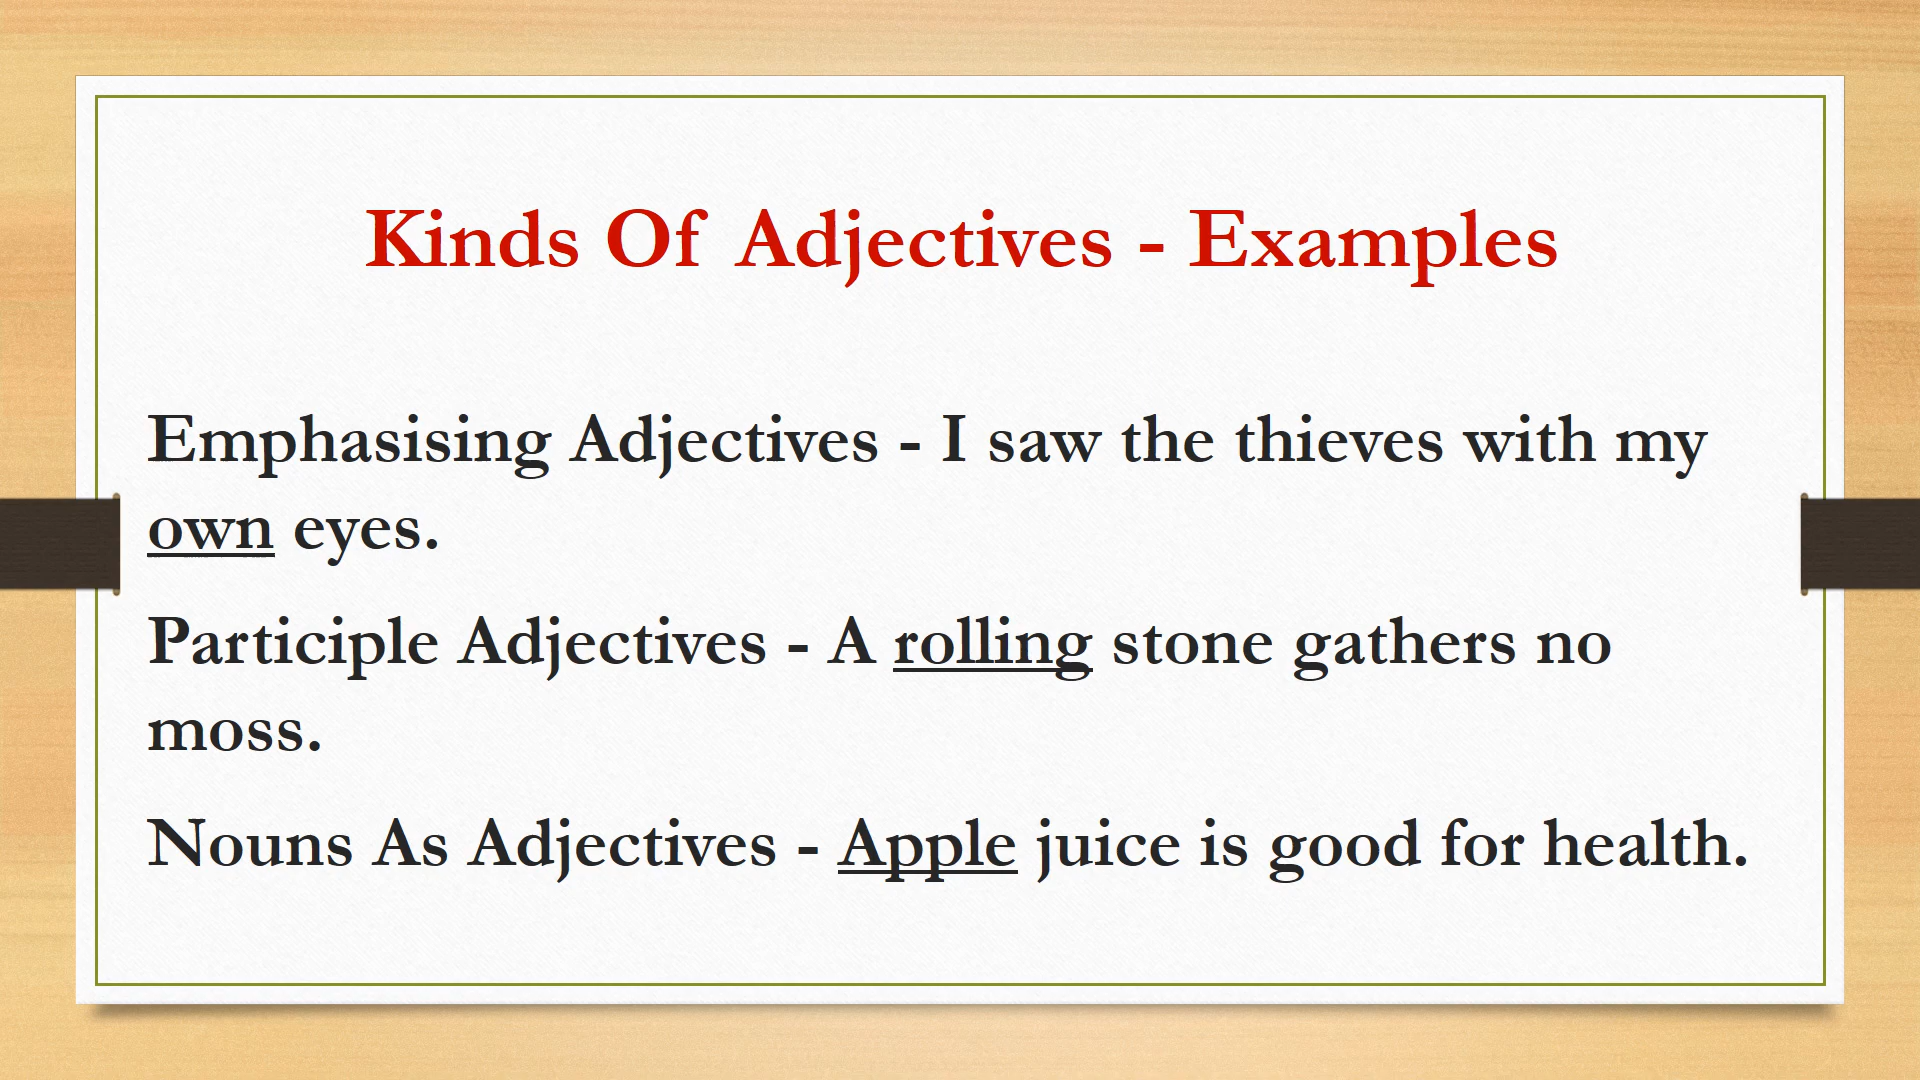 Kinds Of Adjectives - Examples
Emphasising Adjectives - I saw the thieves with my
own eyes.
Participle Adjectives - A rolling stone gathers no
moss.
Nouns As Adjectives - Apple juice is good for health.